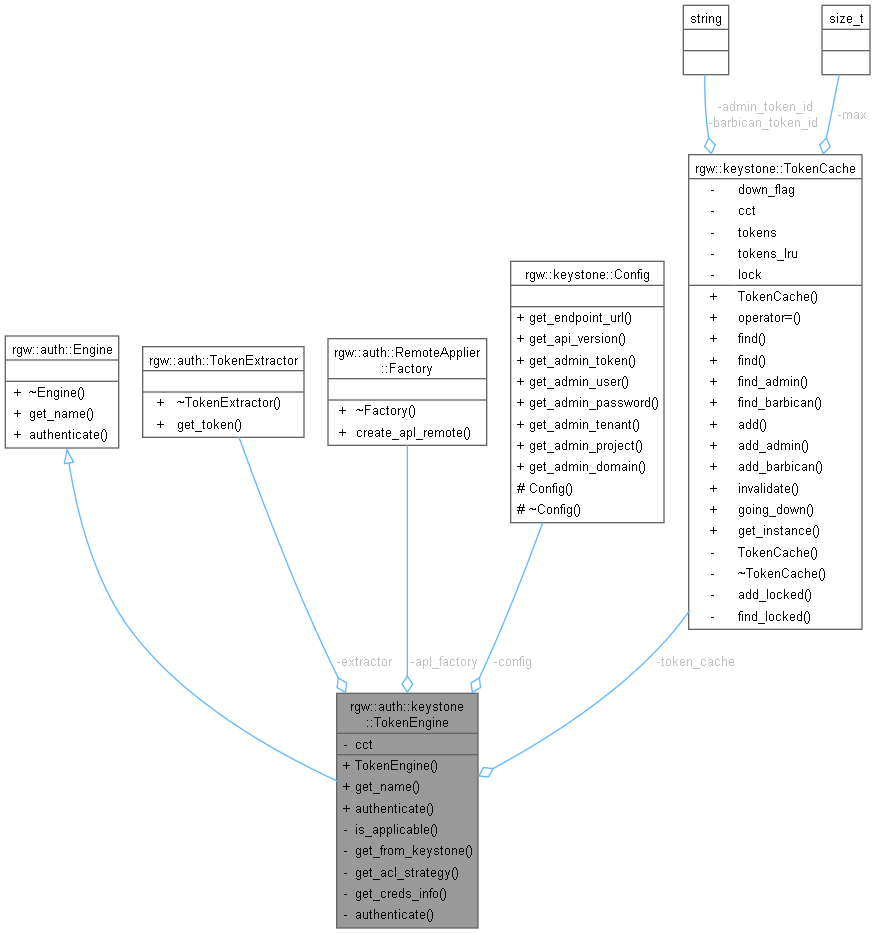 string
size_t
-admin_token_id
-barbican_token_id
-max
rgw::keystone::TokenCache
- down_flag
- cct
- tokens
- tokens_lru
- lock
+ TokenCache()
+ operator=()
+ find()
+ find()
+ find_admin()
+ find_barbican()
+ add()
+ add_admin()
+ add_barbican()
+ invalidate()
+ going_down()
+ get_instance()
- TokenCache()
- ~TokenCache()
- add_locked()
- find_locked()
rgw::keystone::Config
+ get_endpoint_url()
+ get_api_version()
+ get_admin_token()
+ get_admin_user()
+ get_admin_password()
+ get_admin_tenant()
+ get_admin_project()
+ get_admin_domain()
# Config()
# ~Config()
rgw::auth::Engine
+ ~Engine()
+ get_name()
+ authenticate()
rgw::auth::TokenExtractor
+ ~TokenExtractor()
+ get_token()
rgw::auth::RemoteApplier
::Factory
+ ~Factory()
+ create_apl_remote()
-extractor
-apl_factory
-config
-token_cache
rgw::auth::keystone
::TokenEngine
- cct
+ TokenEngine()
+ get_name()
+ authenticate()
- is_applicable()
- get_from_keystone()
- get_acl_strategy()
- get_creds_info()
- authenticate()